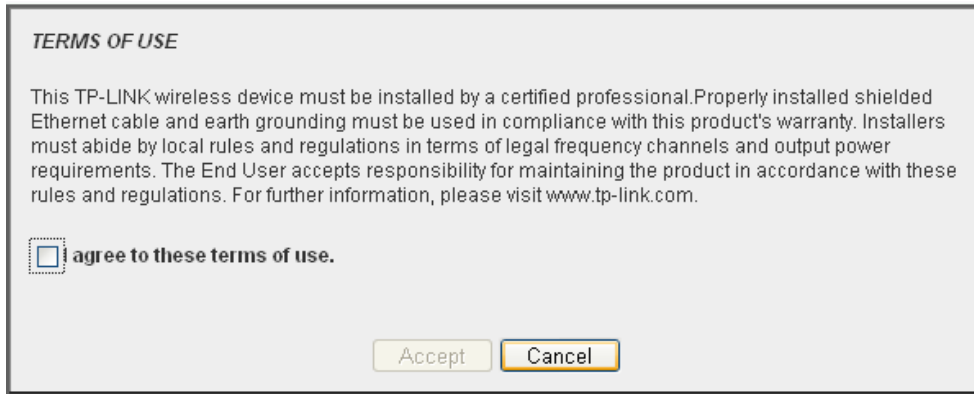 TERMS OF USE
This TP-LINK wireless device must be installed by a certified professional.Properly installed shielded
Ethernet cable and earth grounding must be used in compliance with this product's warranty. Installers
must abide by local rules and regulations in terms of legal frequency channels and output power
requirements. The End User accepts responsibility for maintaining the product in accordance with these
rules and regulations. For further information, please visit www.tp-link.com.
I agree to these terms of use.
Accept Cancel